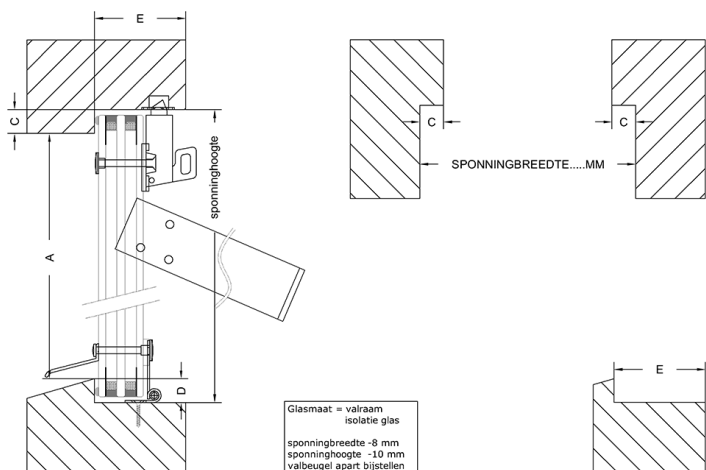 E
C
C
C
SPONNINGBREEDTE.....MM
sponninghoogte
A
D
E
Glasmaat = valraam
isolatie glas
sponningbreedte -8 mm
sponninghoogte -10 mm
valbeugel apart bijstellen